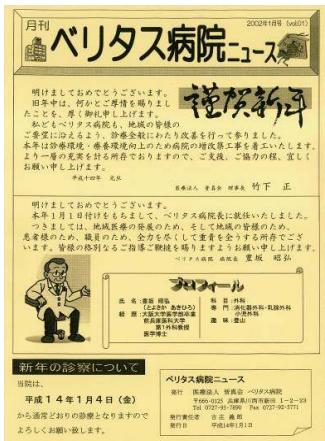 2002年1月号 (vol.01)
月刊
ベリタス病院ニュース
謹賀新年
明けましておめでとうございます。
旧年中は、何かとご厚情を賜りまし
たことを、厚く御礼申し上げます。
私どもベリタス病院も、地域の皆様の
ご要望に沿えるよう、診療全般にわたり改善を行って参りました。
本年は診療環境・療養環境向上のため病院の増改築工事を着工いたします。
より一層の充実を計る所存でおりますので、ご支援、ご協力の程、宜しく
お願い申し上げます。
平成十四年 元旦
医療法人 晋真会 理事長 竹下 正
明けましておめでとうございます。
本年1月1日付けをもちまして、ベリタス病院長に就任いたしました。
つきましては、地域医療の発展のため、そして地域の皆様のため、
患者様のため、職員のため、全力を尽くして重責を全うする所存でござ
います。皆様の格別なるご指導ご鞭撻を賜りますようお願い申し上げます。
ベリタス病院 病院長 豊坂 昭弘
プロフィール
氏名:豊坂 昭弘
(とよさか あきひろ)
経歴:大阪大学医学部卒業
前兵庫医科大学
第1外科教授
医学博士
科目:外科
専門:消化器外科・乳腺外科
小児外科
趣味:登山
新年の診察について
当院は、
平成14年1月4日(金)
から通常どおりの診療となりますので
よろしくお願い致します。
ベリタス病院ニュース
発行 医療法人 晋真会 ベリタス病院
〒666-0125 兵庫県川西市新田 1-2-23
Tel 0727-93-7890 Fax 0727-92-3771
発行責任者
発行日 平成14年1月1日